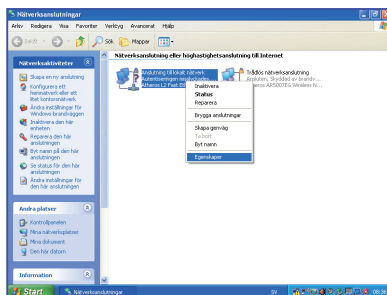 Nätverksanslutningar
Arkiv Redigera Visa Favoriter Verktyg Avancerat Hjälp
Bakåt Sök Mappar
Nätverksaktiviteter
Skapa en ny anslutning
Konfigurera ett
hemnätverk eller ett
litet kontorsnätverk
Ändra inställningar för
Windows-brandväggen
Inaktivera den här
enheten
Reparera den här
anslutningen
Byt namn på den här
anslutningen
Se status för den här
anslutningen
Ändra inställningar för
den här anslutningen
Andra platser
Kontrollpanelen
Mina nätverksplatser
Mina dokument
Den här datorn
Information
Nätverksanslutning eller höghastighetsanslutning till Internet
Anslutning till lokalt nätverk
Autentiseringen misslyckades...
Atheros L2 Fast
Trådlös nätverksanslutning
Ansluten, Skyddad av brandv...
Atheros AR5007EG Wireless N...
Inaktivera
Status
Reparera
Brygga anslutningar
Skapa genväg
Ta bort
Byt namn
Egenskaper
Start
Nätverksanslutningar
SV
08:36